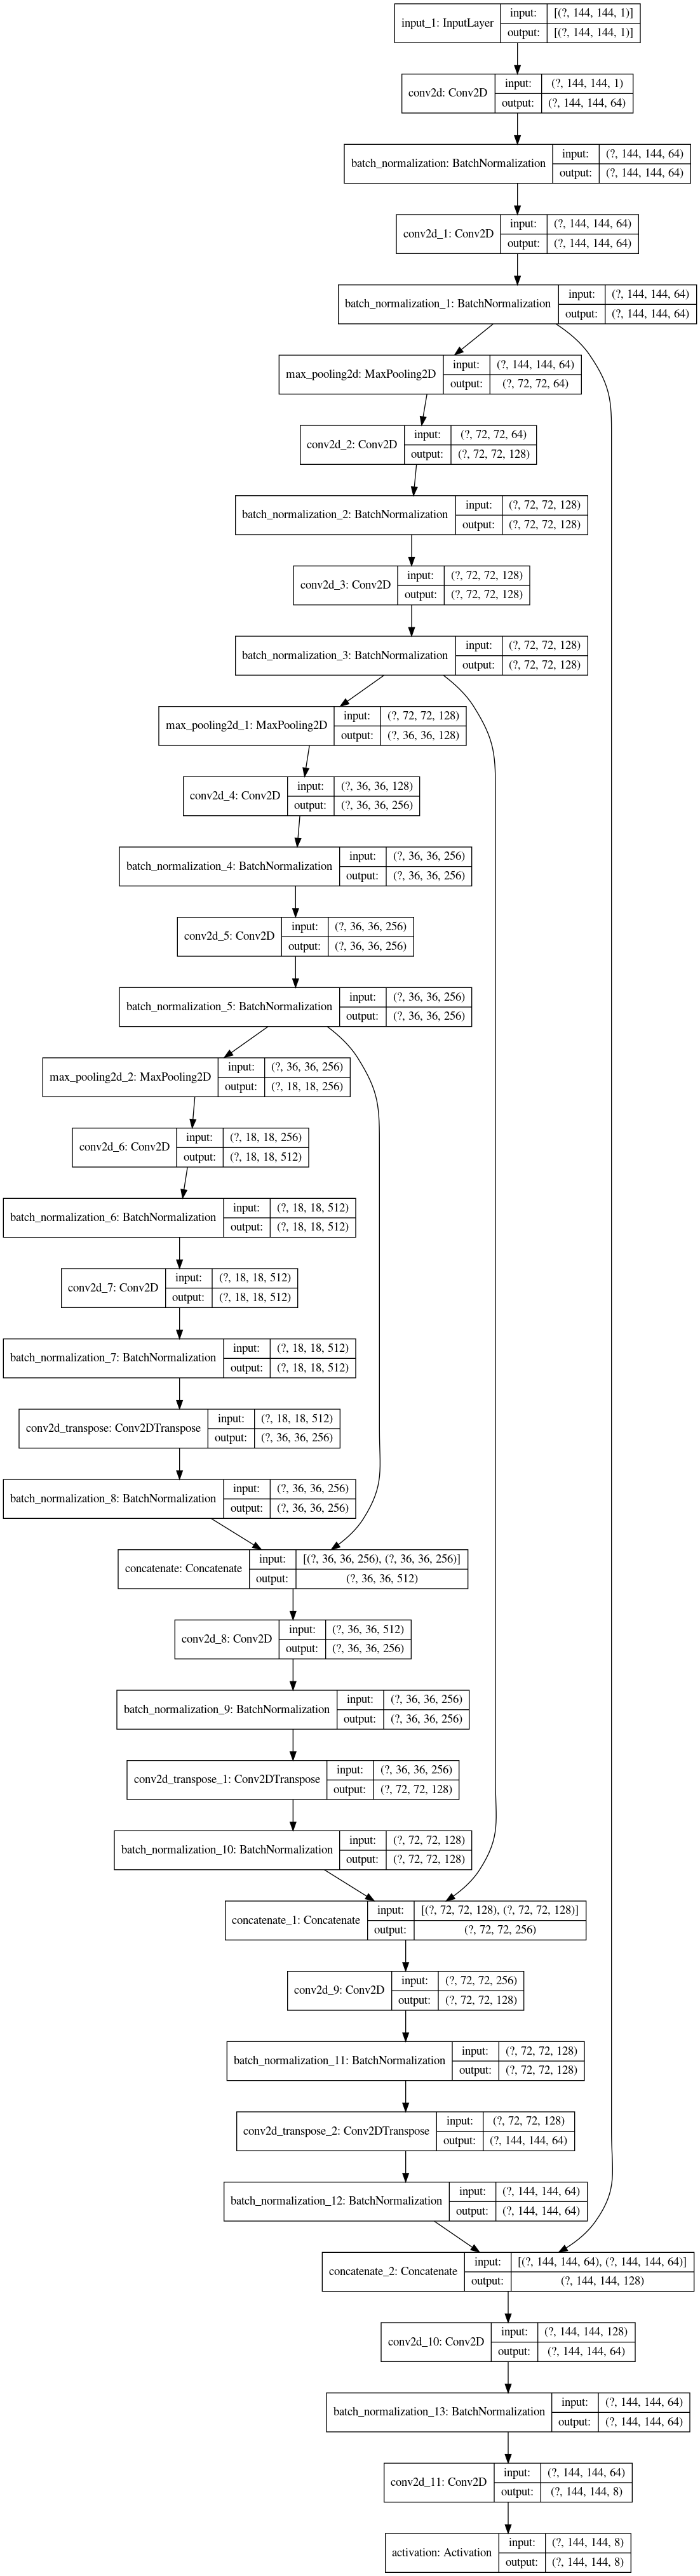 input_1: InputLayer
input: [(?, 144, 144, 1)]
output: [(?, 144, 144, 1)]
conv2d: Conv2D
input: (?, 144, 144, 1)
output: (?, 144, 144, 64)
batch_normalization: BatchNormalization
input: (?, 144, 144, 64)
output: (?, 144, 144, 64)
conv2d_1: Conv2D
input: (?, 144, 144, 64)
output: (?, 144, 144, 64)
batch_normalization_1: BatchNormalization
input: (?, 144, 144, 64)
output: (?, 144, 144, 64)
max_pooling2d: MaxPooling2D
input: (?, 144, 144, 64)
output: (?, 72, 72, 64)
conv2d_2: Conv2D
input: (?, 72, 72, 64)
output: (?, 72, 72, 128)
batch_normalization_2: BatchNormalization
input: (?, 72, 72, 128)
output: (?, 72, 72, 128)
conv2d_3: Conv2D
input: (?, 72, 72, 128)
output: (?, 72, 72, 128)
batch_normalization_3: BatchNormalization
input: (?, 72, 72, 128)
output: (?, 72, 72, 128)
max_pooling2d_1: MaxPooling2D
input: (?, 72, 72, 128)
output: (?, 36, 36, 128)
conv2d_4: Conv2D
input: (?, 36, 36, 128)
output: (?, 36, 36, 256)
batch_normalization_4: BatchNormalization
input: (?, 36, 36, 256)
output: (?, 36, 36, 256)
conv2d_5: Conv2D
input: (?, 36, 36, 256)
output: (?, 36, 36, 256)
batch_normalization_5: BatchNormalization
input: (?, 36, 36, 256)
output: (?, 36, 36, 256)
max_pooling2d_2: MaxPooling2D
input: (?, 36, 36, 256)
output: (?, 18, 18, 256)
conv2d_6: Conv2D
input: (?, 18, 18, 256)
output: (?, 18, 18, 512)
batch_normalization_6: BatchNormalization
input: (?, 18, 18, 512)
output: (?, 18, 18, 512)
conv2d_7: Conv2D
input: (?, 18, 18, 512)
output: (?, 18, 18, 512)
batch_normalization_7: BatchNormalization
input: (?, 18, 18, 512)
output: (?, 18, 18, 512)
conv2d_transpose: Conv2DTranspose
input: (?, 18, 18, 512)
output: (?, 36, 36, 256)
batch_normalization_8: BatchNormalization
input: (?, 36, 36, 256)
output: (?, 36, 36, 256)
concatenate: Concatenate
input: [(?, 36, 36, 256), (?, 36, 36, 256)]
output: (?, 36, 36, 512)
conv2d_8: Conv2D
input: (?, 36, 36, 512)
output: (?, 36, 36, 256)
batch_normalization_9: BatchNormalization
input: (?, 36, 36, 256)
output: (?, 36, 36, 256)
conv2d_transpose_1: Conv2DTranspose
input: (?, 36, 36, 256)
output: (?, 72, 72, 128)
batch_normalization_10: BatchNormalization
input: (?, 72, 72, 128)
output: (?, 72, 72, 128)
concatenate_1: Concatenate
input: [(?, 72, 72, 128), (?, 72, 72, 128)]
output: (?, 72, 72, 256)
conv2d_9: Conv2D
input: (?, 72, 72, 256)
output: (?, 72, 72, 128)
batch_normalization_11: BatchNormalization
input: (?, 72, 72, 128)
output: (?, 72, 72, 128)
conv2d_transpose_2: Conv2DTranspose
input: (?, 72, 72, 128)
output: (?, 144, 144, 64)
batch_normalization_12: BatchNormalization
input: (?, 144, 144, 64)
output: (?, 144, 144, 64)
concatenate_2: Concatenate
input: [(?, 144, 144, 64), (?, 144, 144, 64)]
output: (?, 144, 144, 128)
conv2d_10: Conv2D
input: (?, 144, 144, 128)
output: (?, 144, 144, 64)
batch_normalization_13: BatchNormalization
input: (?, 144, 144, 64)
output: (?, 144, 144, 64)
conv2d_11: Conv2D
input: (?, 144, 144, 64)
output: (?, 144, 144, 8)
activation: Activation
input: (?, 144, 144, 8)
output: (?, 144, 144, 8)